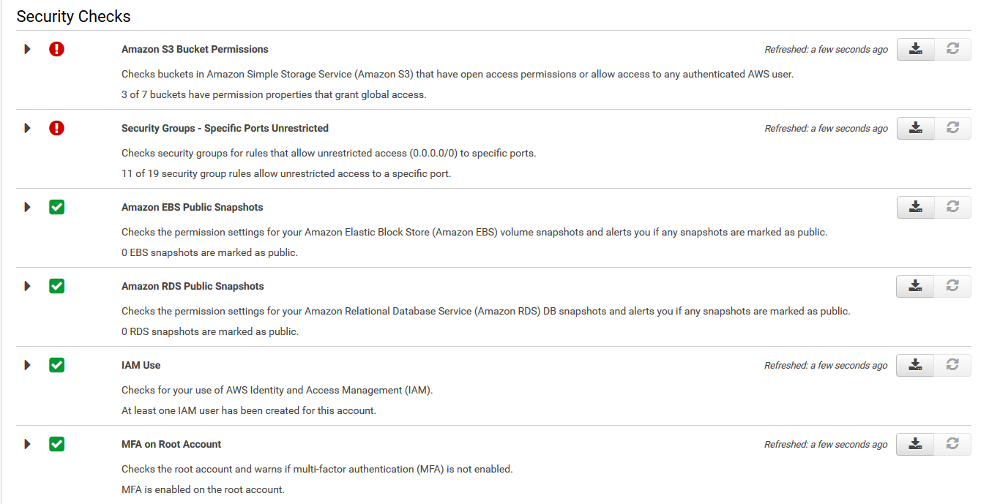 Security Checks
Amazon S3 Bucket Permissions
Refreshed: a few seconds ago
Checks buckets in Amazon Simple Storage Service (Amazon S3) that have open access permissions or allow access to any authenticated AWS user.
3 of 7 buckets have permission properties that grant global access.
Security Groups - Specific Ports Unrestricted
Refreshed: a few seconds ago
Checks security groups for rules that allow unrestricted access (0.0.0.0/0) to specific ports.
11 of 19 security group rules allow unrestricted access to a specific port.
Amazon EBS Public Snapshots
Checks the permission settings for your Amazon Elastic Block Store (Amazon EBS) volume snapshots and alerts you if any snapshots are marked as public.
0 EBS snapshots are marked as public.
Amazon RDS Public Snapshots
Checks the permission settings for your Amazon Relational Database Service (Amazon RDS) DB snapshots and alerts you if any snapshots are marked as public.
0 RDS snapshots are marked as public.
IAM Use
Refreshed: a few seconds ago
Checks for your use of AWS Identity and Access Management (IAM).
At least one IAM user has been created for this account.
MFA on Root Account
Refreshed: a few seconds ago
Checks the root account and warns if multi-factor authentication (MFA) is not enabled.
MFA is enabled on the root account.